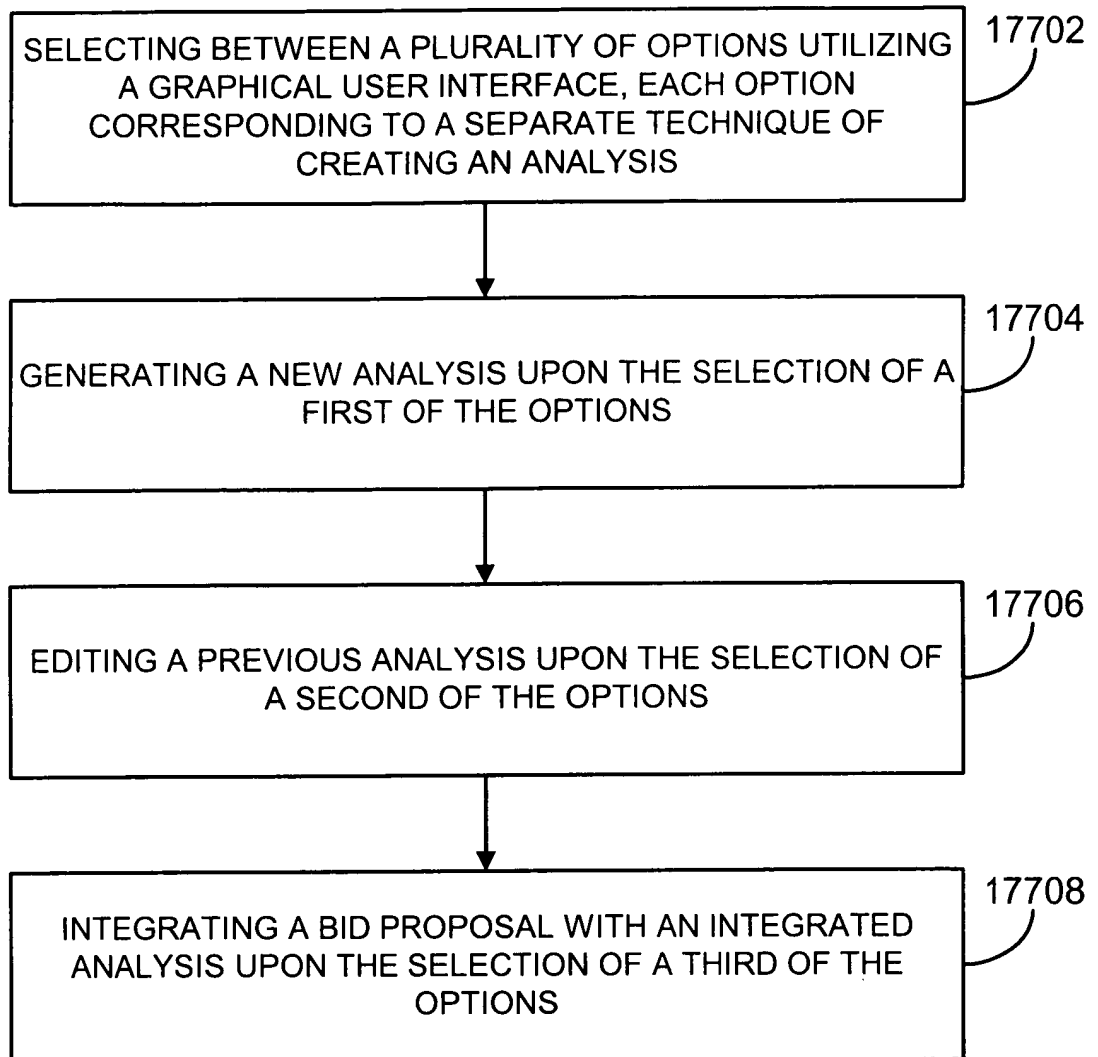 SELECTING BETWEEN A PLURALITY OF OPTIONS UTILIZING
A GRAPHICAL USER INTERFACE, EACH OPTION
CORRESPONDING TO A SEPARATE TECHNIQUE OF
CREATING AN ANALYSIS
17702
GENERATING A NEW ANALYSIS UPON THE SELECTION OF A
FIRST OF THE OPTIONS
17704
EDITING A PREVIOUS ANALYSIS UPON THE SELECTION OF
A SECOND OF THE OPTIONS
17706
INTEGRATING A BID PROPOSAL WITH AN INTEGRATED
ANALYSIS UPON THE SELECTION OF A THIRD OF THE
OPTIONS
17708